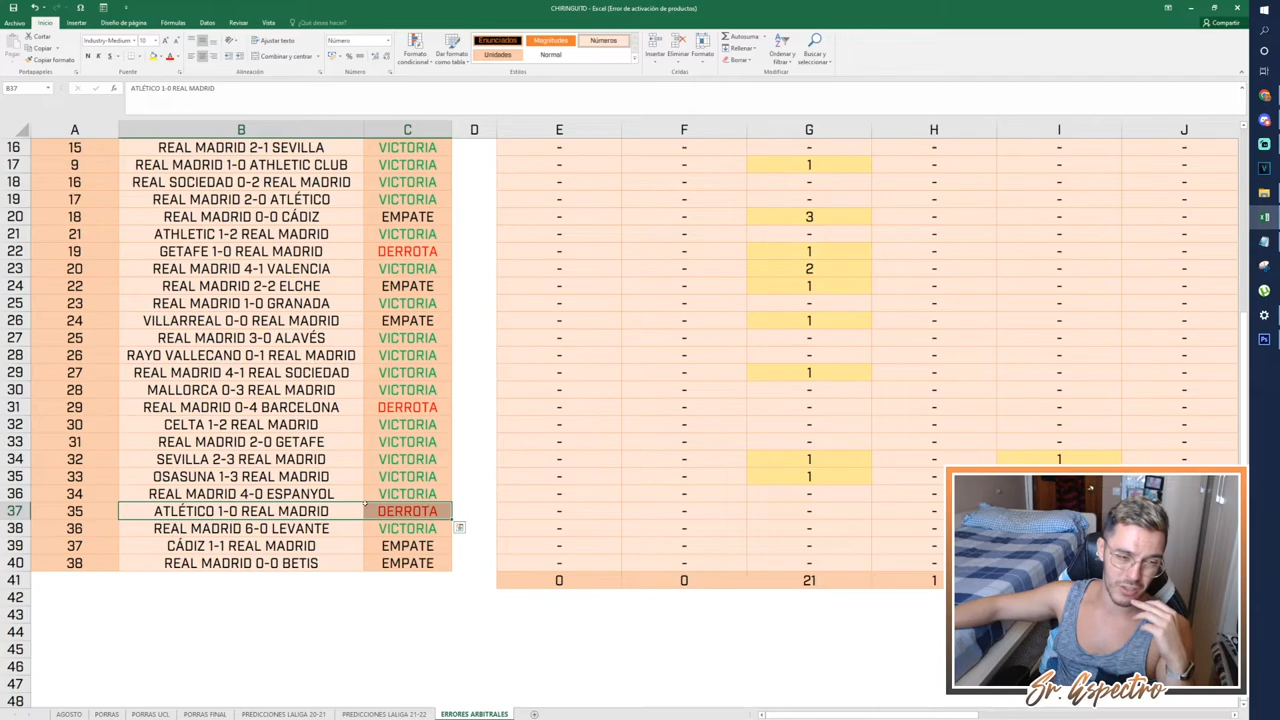 CHIRINGUITO - Excel (Error de activación de productos)
Archivo Inicio Insertar Diseño de página Fórmulas Datos Revisar Vista ¿Qué desea hacer? Compartir
Pegar
Cortar
Copiar
Copiar formato
Portapapeles
Industry-Medium 10
N K S
Fuente
Ajustar texto
Combinar y centrar
Alineación
Número
Número
Formato condicional
Dar formato como tabla
Enunciados Magnitudes Números
Unidades Normal
Estilos
Insertar Eliminar Formato
Celdas
Autosuma
Rellenar
Borrar
Ordenar y filtrar
Buscar y seleccionar
Modificar
B37 fx ATLÉTICO 1-0 REAL MADRID
A B C D E F G H I J
16 15 REAL MADRID 2-1 SEVILLA VICTORIA - - - - - -
17 9 REAL MADRID 1-0 ATHLETIC CLUB VICTORIA - - 1 - - -
18 16 REAL SOCIEDAD 0-2 REAL MADRID VICTORIA - - - - - -
19 17 REAL MADRID 2-0 ATLÉTICO VICTORIA - - - - - -
20 18 REAL MADRID 0-0 CÁDIZ EMPATE - - 3 - - -
21 21 ATHLETIC 1-2 REAL MADRID VICTORIA - - - - - -
22 19 GETAFE 1-0 REAL MADRID DERROTA - - 1 - - -
23 20 REAL MADRID 4-1 VALENCIA VICTORIA - - 2 - - -
24 22 REAL MADRID 2-2 ELCHE EMPATE - - 1 - - -
25 23 REAL MADRID 1-0 GRANADA VICTORIA - - - - - -
26 24 VILLARREAL 0-0 REAL MADRID EMPATE - - 1 - - -
27 25 REAL MADRID 3-0 ALAVÉS VICTORIA - - - - - -
28 26 RAYO VALLECANO 0-1 REAL MADRID VICTORIA - - - - - -
29 27 REAL MADRID 4-1 REAL SOCIEDAD VICTORIA - - 1 - - -
30 28 MALLORCA 0-3 REAL MADRID VICTORIA - - - - - -
31 29 REAL MADRID 0-4 BARCELONA DERROTA - - - - - -
32 30 CELTA 1-2 REAL MADRID VICTORIA - - - - - -
33 31 REAL MADRID 2-0 GETAFE VICTORIA - - - - - -
34 32 SEVILLA 2-3 REAL MADRID VICTORIA - - 1 - 1 -
35 33 OSASUNA 1-3 REAL MADRID VICTORIA - - 1 -
36 34 REAL MADRID 4-0 ESPANYOL VICTORIA - - - -
37 35 ATLÉTICO 1-0 REAL MADRID DERROTA - - - -
38 36 REAL MADRID 6-0 LEVANTE VICTORIA - - - -
39 37 CÁDIZ 1-1 REAL MADRID EMPATE - - - -
40 38 REAL MADRID 0-0 BETIS EMPATE - - - -
41 0 0 21 1
42
43
44
45
46
47
48
Sr. Aspectro
AGOSTO PORRAS PORRAS UCL PORRAS FINAL PREDICCIONES LALIGA 20-21 PREDICCIONES LALIGA 21-22 ERRORES ARBITRALES